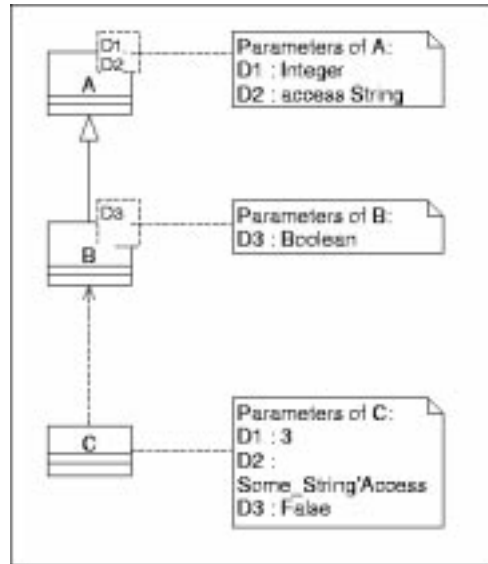 D1
D2
A
Parameters of A:
D1 : Integer
D2 : access String
D3
B
Parameters of B:
D3 : Boolean
C
Parameters of C:
D1 : 3
D2 :
Some_String'Access
D3 : False